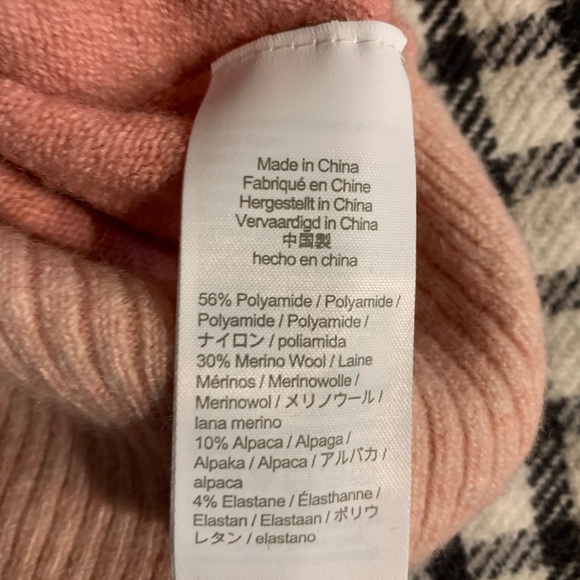 Made in China
Fabriqué en Chine
Hergestellt in China
Vervaardigd in China
中国製
hecho en china
56% Polyamide / Polyamide /
Polyamide / Polyamide /
ナイロン / poliamida
30% Merino Wool / Laine
Mérinos / Merinowolle /
Merinowol / メリノウール /
lana merino
10% Alpaca / Alpaga /
Alpaka / Alpaca / アルパカ /
alpaca
4% Elastane / Élasthanne /
Elastan / Elastaan / ポリウ
レタン / elastano